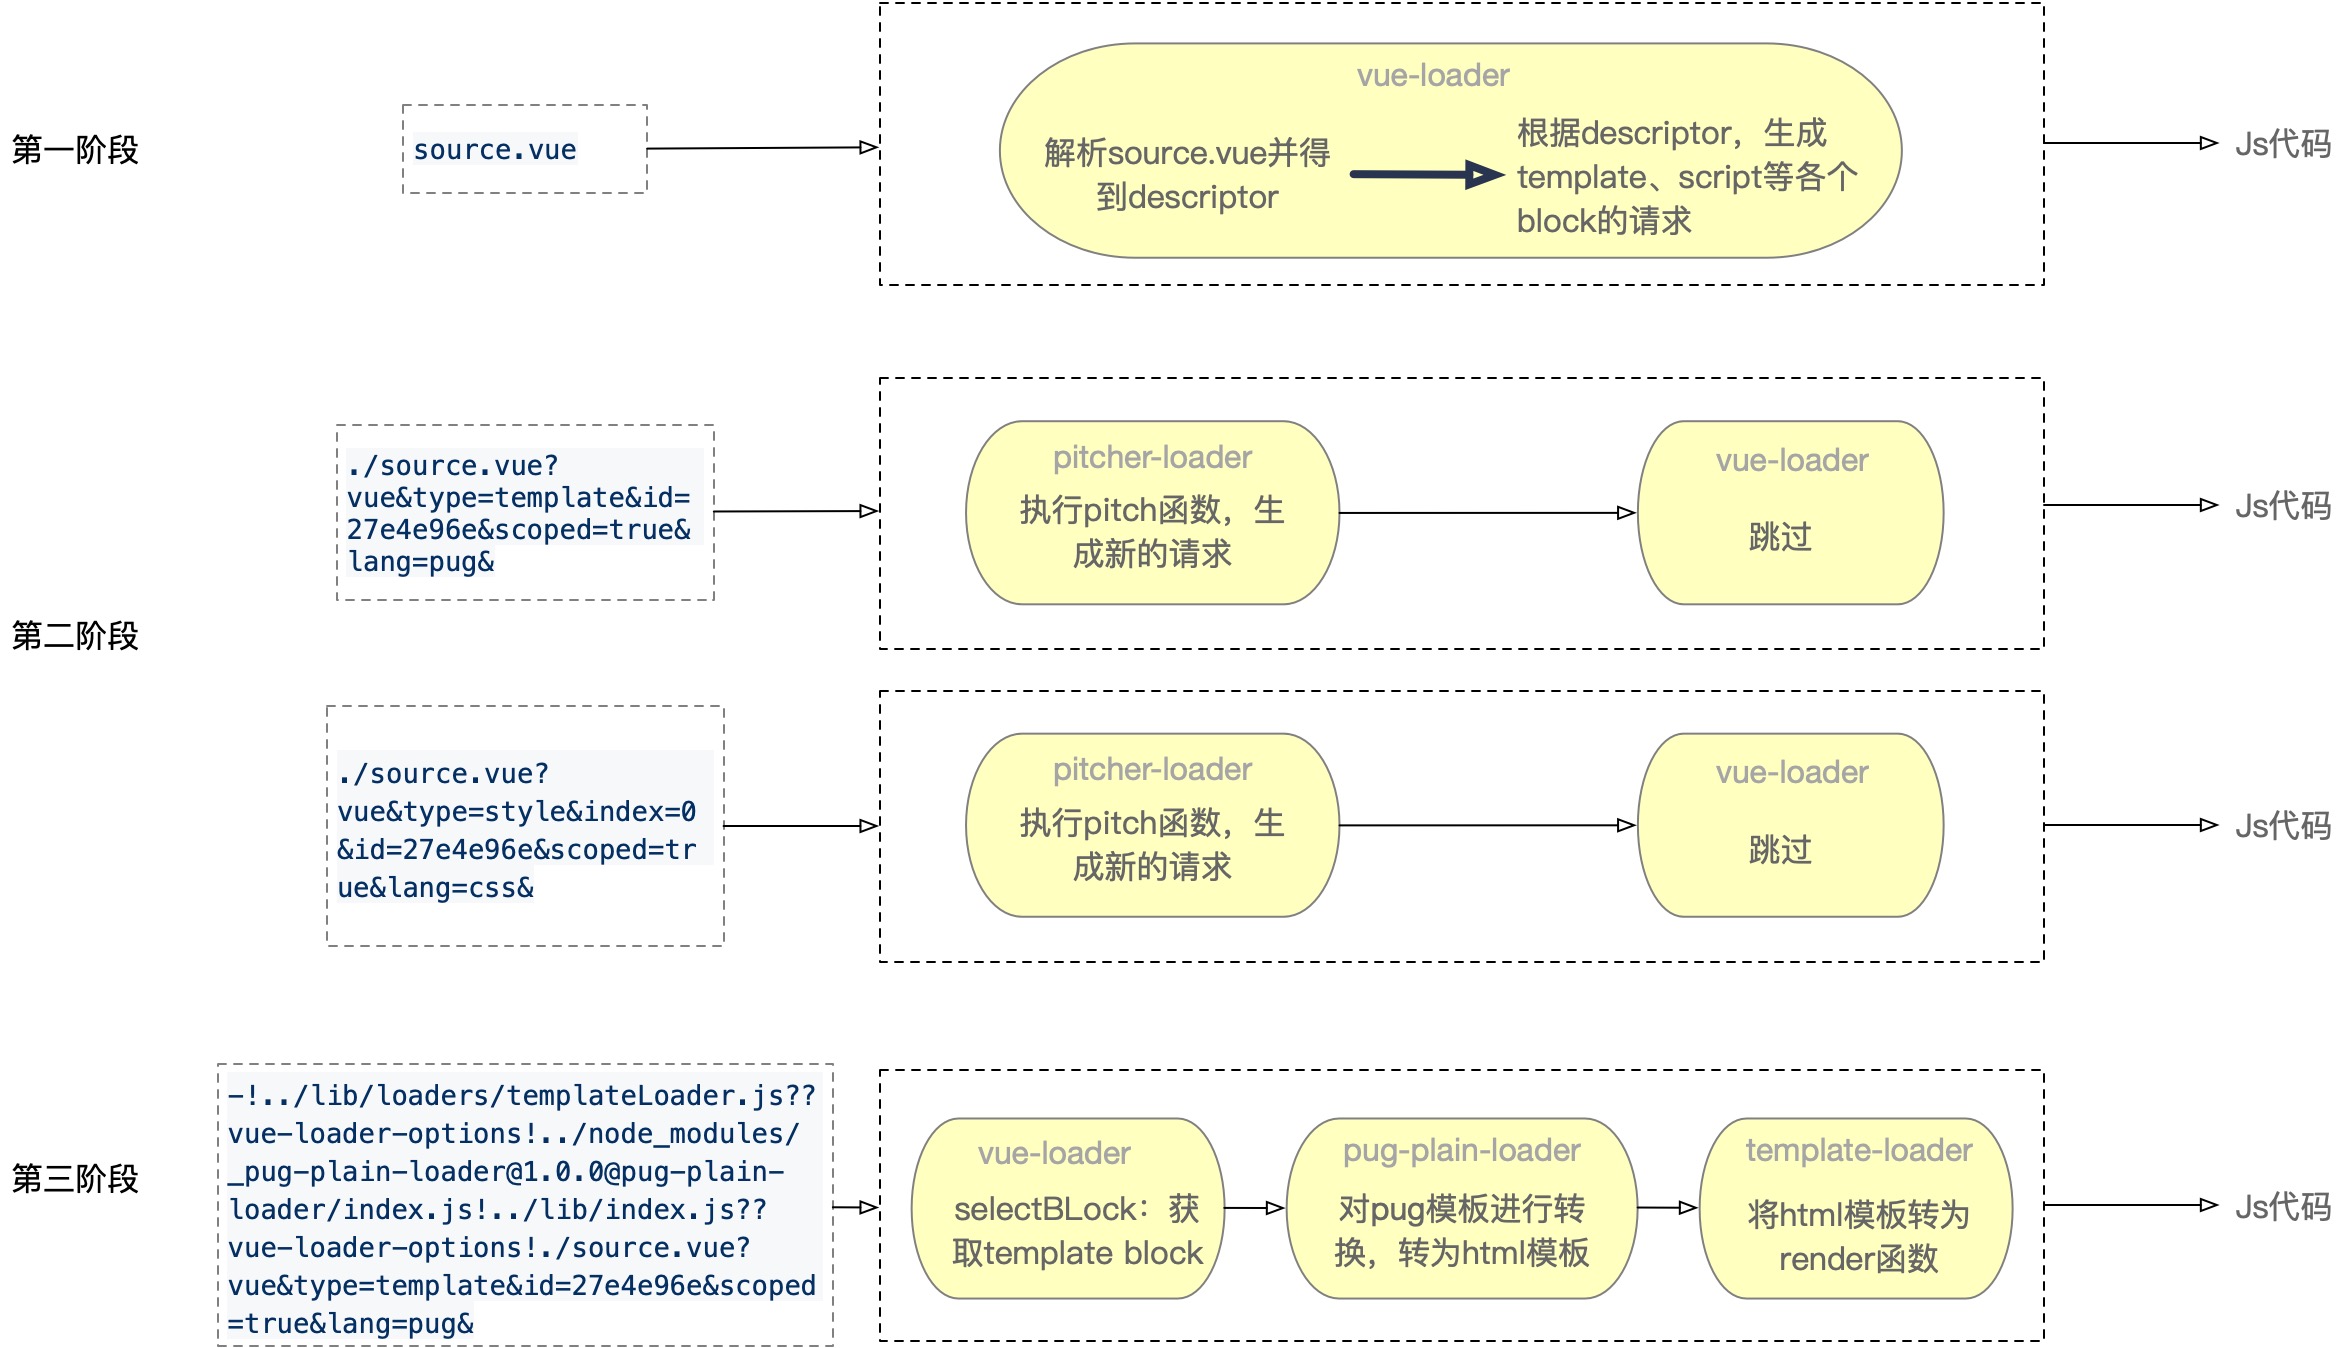 第一阶段
source.vue
vue-loader
解析source.vue并得
到descriptor
根据descriptor，生成
template、script等各个
block的请求
Js代码
第二阶段
./source.vue?
vue&type=template&id=
27e4e96e&scoped=true&
lang=pug&
pitcher-loader
执行pitch函数，生
成新的请求
vue-loader
跳过
Js代码
./source.vue?
vue&type=style&index=0
&id=27e4e96e&scoped=tr
ue&lang=css&
pitcher-loader
执行pitch函数，生
成新的请求
vue-loader
跳过
Js代码
第三阶段
-!../lib/loaders/templateLoader.js??
vue-loader-options!../node_modules/
_pug-plain-loader@1.0.0@pug-plain-
loader/index.js!../lib/index.js??
vue-loader-options!./source.vue?
vue&type=template&id=27e4e96e&scoped
=true&lang=pug&
vue-loader
selectBLock：获
取template block
pug-plain-loader
对pug模板进行转
换，转为html模板
template-loader
将html模板转为
render函数
Js代码